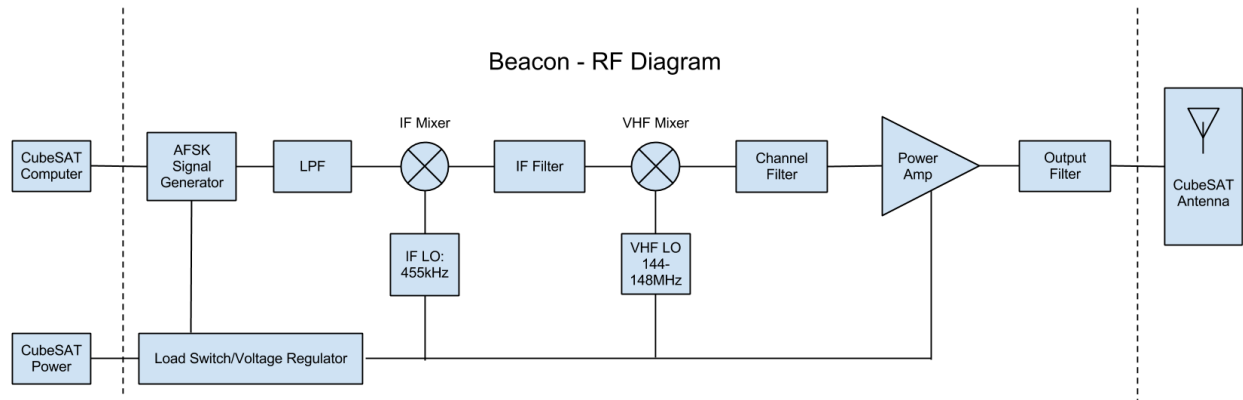 Beacon - RF Diagram
IF Mixer
VHF Mixer
CubeSAT
Computer
AFSK
Signal
Generator
LPF
IF Filter
Channel
Filter
Power
Amp
Output
Filter
CubeSAT
Antenna
IF LO:
455kHz
VHF LO
144-
148MHz
CubeSAT
Power
Load Switch/Voltage Regulator